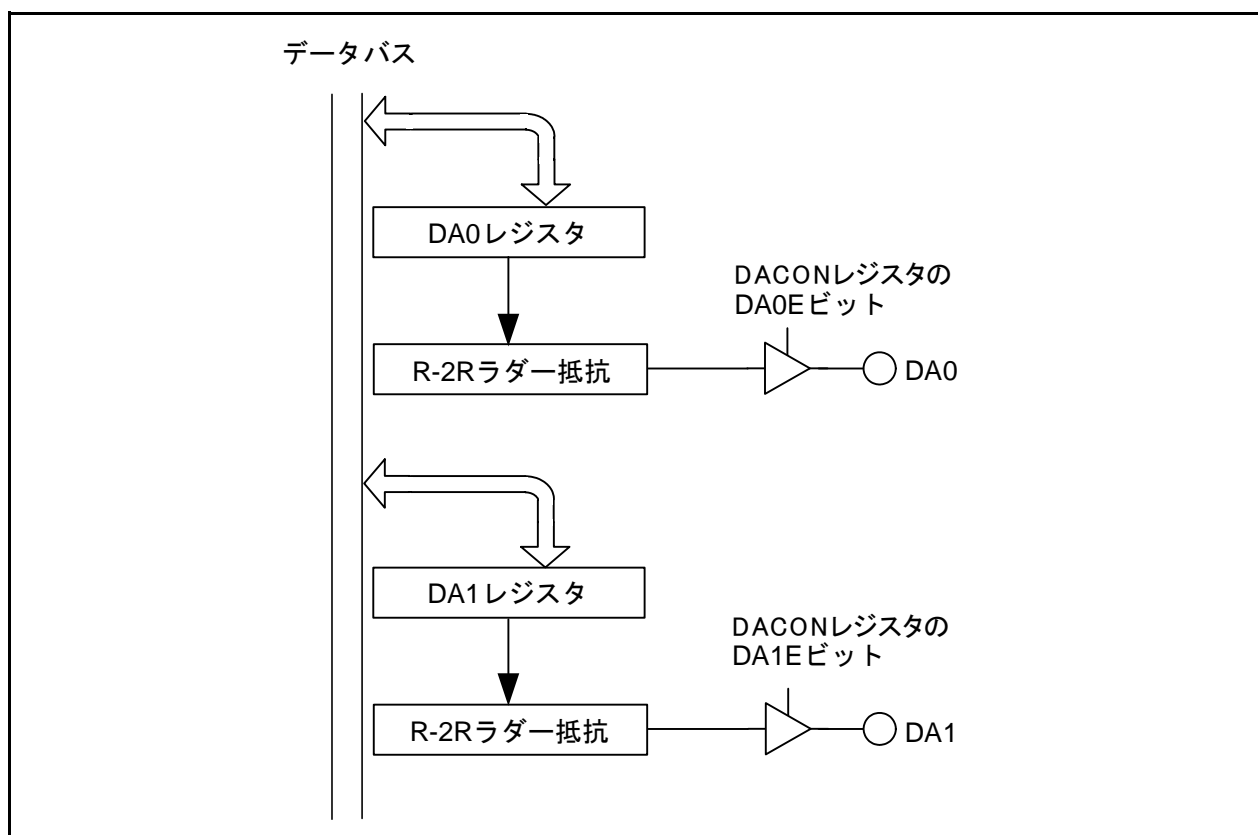 データバス
DA0レジスタ
DACONレジスタの
DA0Eビット
R-2Rラダー抵抗
DA0
DA1レジスタ
DACONレジスタの
DA1Eビット
R-2Rラダー抵抗
DA1